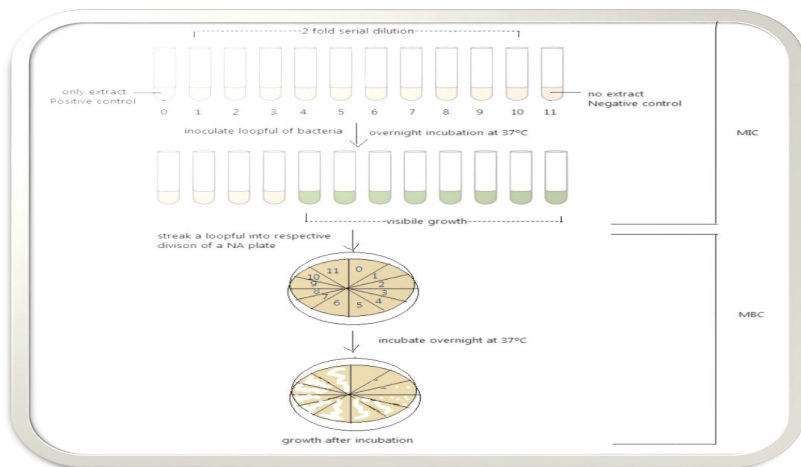 2 fold serial dilution
only extract
Positive control
no extract
Negative control
0 1 2 3 4 5 6 7 8 9 10 11
inoculate loopful of bacteria
overnight incubation at 37°C
MIC
visibile growth
streak a loopful into respective
divison of a NA plate
0
1
2
3
4
5
6
7
8
9
10
11
MBC
incubate overnight at 37°C
growth after incubation